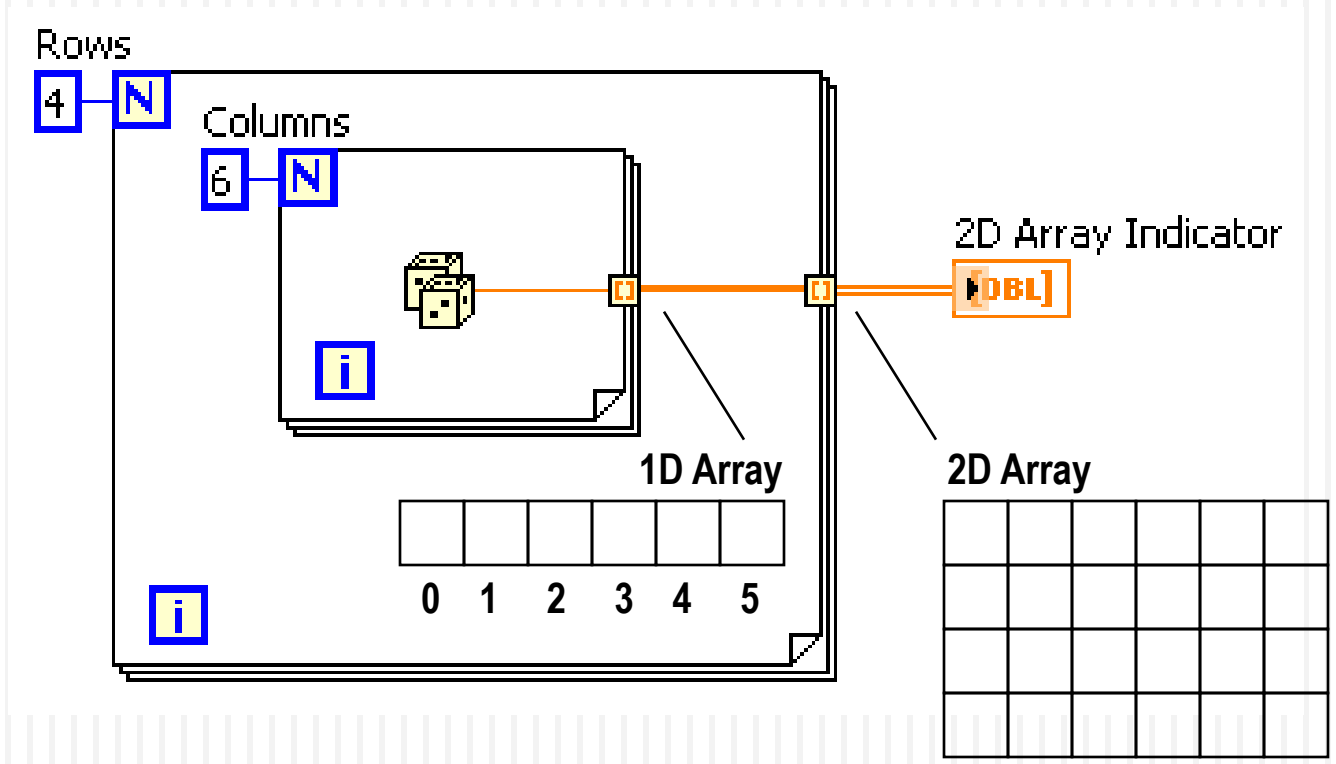 Rows
4 N
Columns
6 N
2D Array Indicator
[DBL]
i
1D Array
2D Array
0 1 2 3 4 5
i